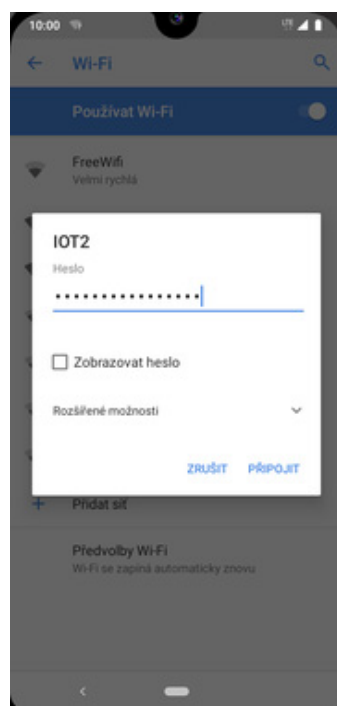 10:00
LTE
Wi-Fi
Používat Wi-Fi
FreeWifi
Velmi rychlá
IOT2
Heslo
••••••••••••••••
Zobrazovat heslo
Rozšířené možnosti
ZRUŠIT PŘIPOJIT
Přidat síť
Předvolby Wi-Fi
Wi-Fi se zapíná automaticky znovu